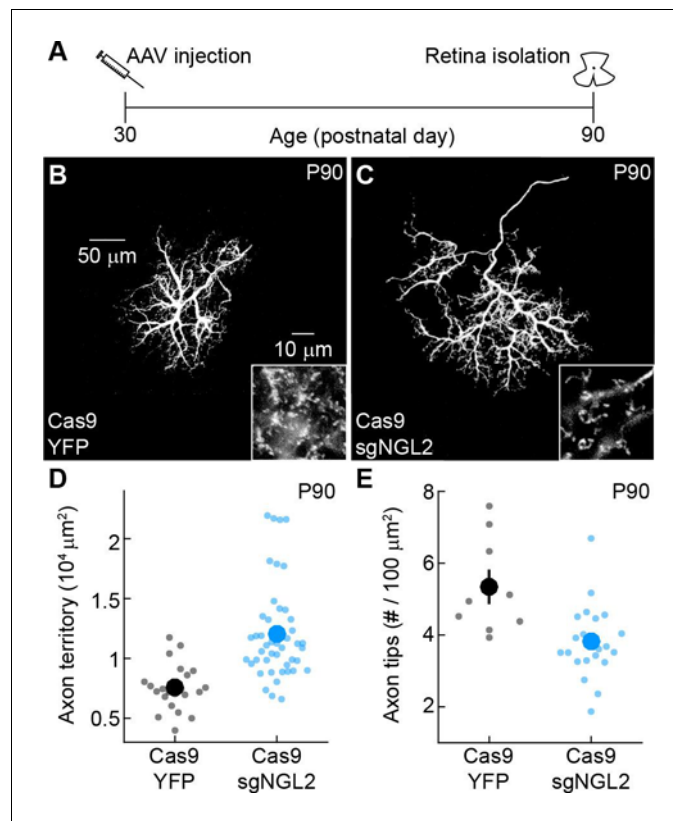 A
AAV injection
Retina isolation
30
Age (postnatal day)
90
B
P90
50 μm
10 μm
Cas9
YFP
C
P90
Cas9
sgNGL2
D
P90
Axon territory (10⁴ μm²)
2
1.5
1
0.5
Cas9
YFP
Cas9
sgNGL2
E
P90
Axon tips (# / 100 μm²)
8
6
4
2
Cas9
YFP
Cas9
sgNGL2